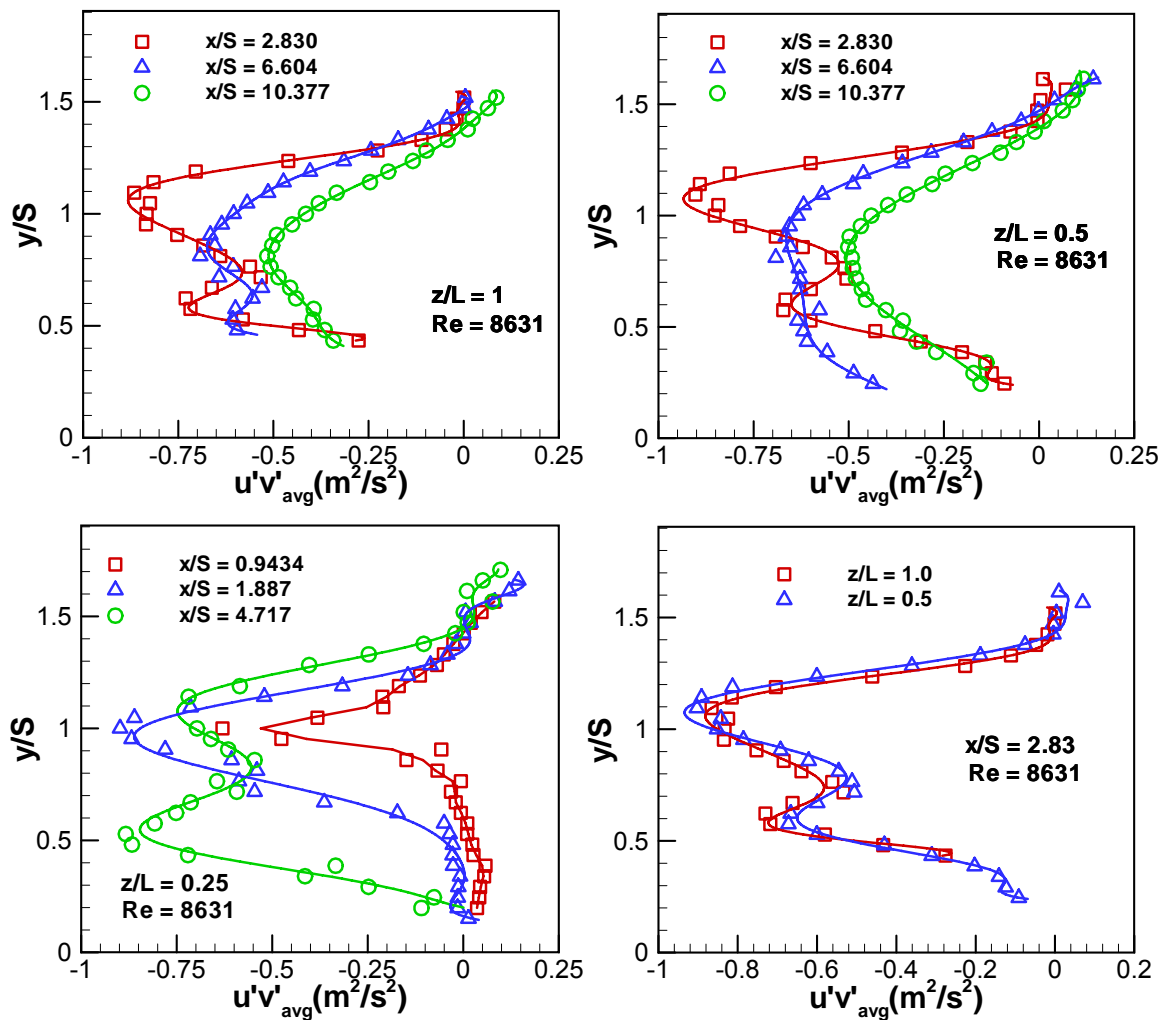 x/S = 2.830
x/S = 6.604
x/S = 10.377
1.5
1
0.5
0
y/S
z/L = 1
Re = 8631
-1
-0.75
-0.5
-0.25
0
0.25
u'v'avg(m²/s²)
x/S = 2.830
x/S = 6.604
x/S = 10.377
1.5
1
0.5
0
y/S
z/L = 0.5
Re = 8631
-1
-0.75
-0.5
-0.25
0
0.25
u'v'avg(m²/s²)
x/S = 0.9434
x/S = 1.887
x/S = 4.717
1.5
1
0.5
0
y/S
z/L = 0.25
Re = 8631
-1
-0.75
-0.5
-0.25
0
0.25
u'v'avg(m²/s²)
z/L = 1.0
z/L = 0.5
1.5
1
0.5
0
y/S
x/S = 2.83
Re = 8631
-1
-0.8
-0.6
-0.4
-0.2
0
0.2
u'v'avg(m²/s²)